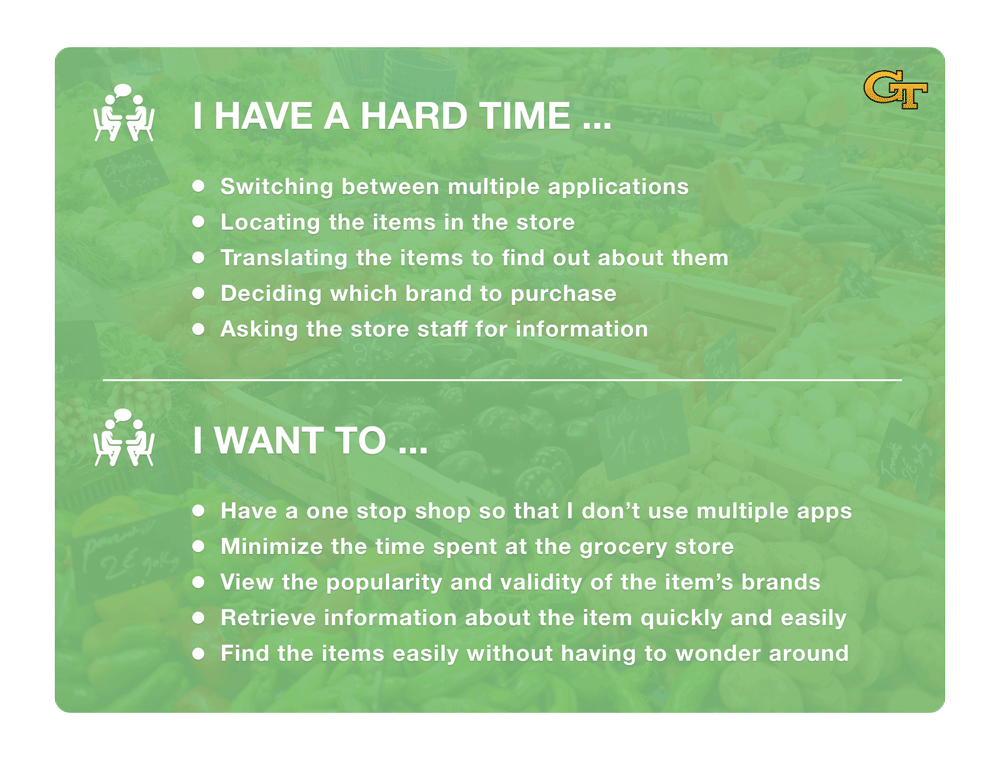 GT
I HAVE A HARD TIME ...
Switching between multiple applications
Locating the items in the store
Translating the items to find out about them
Deciding which brand to purchase
Asking the store staff for information
I WANT TO ...
Have a one stop shop so that I don’t use multiple apps
Minimize the time spent at the grocery store
View the popularity and validity of the item’s brands
Retrieve information about the item quickly and easily
Find the items easily without having to wonder around